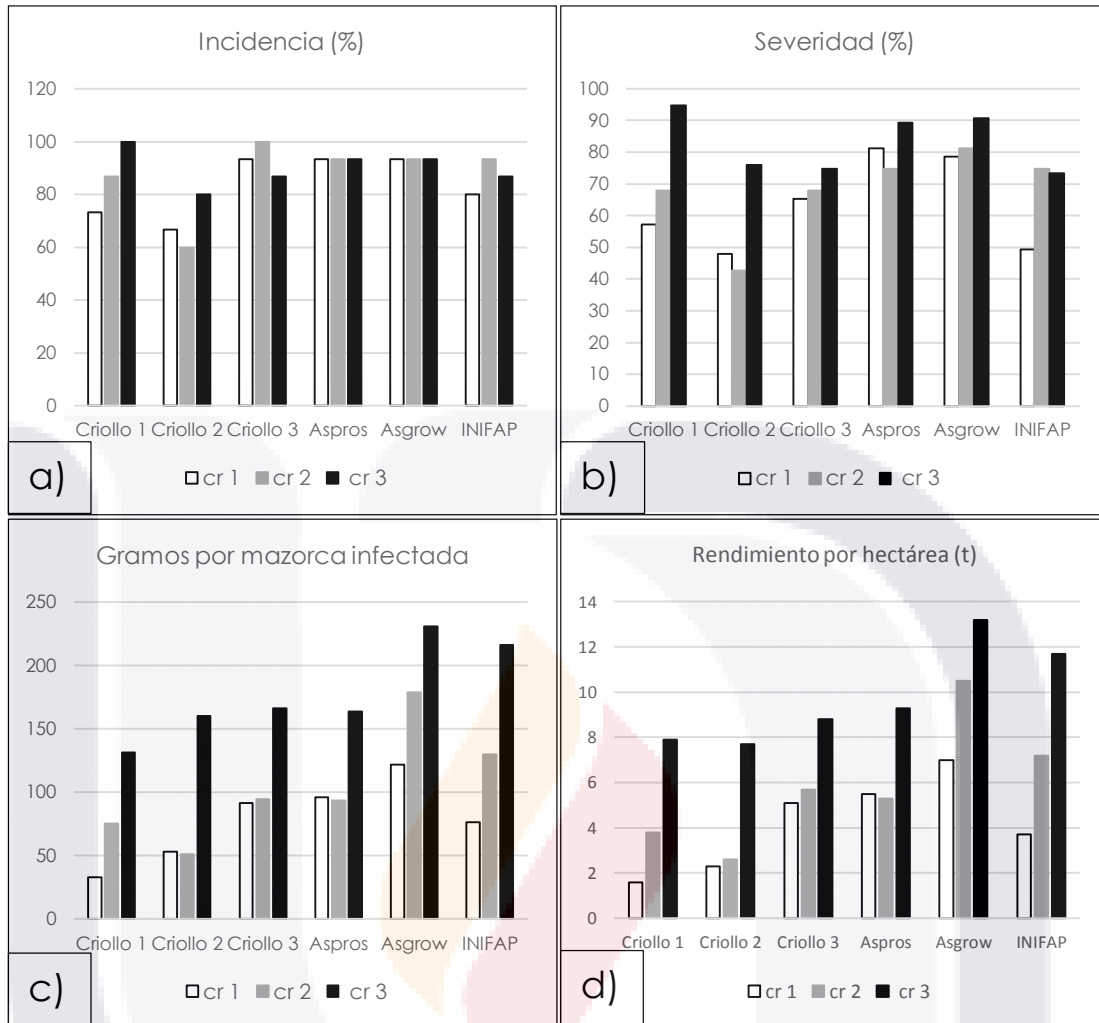 Incidencia (%)
120
100
80
60
40
20
0
Criollo 1 Criollo 2 Criollo 3 Aspros Asgrow INIFAP
cr 1 cr 2 cr 3
a)
Severidad (%)
100
90
80
70
60
50
40
30
20
10
0
Criollo 1 Criollo 2 Criollo 3 Aspros Asgrow INIFAP
cr 1 cr 2 cr 3
b)
Gramos por mazorca infectada
250
200
150
100
50
0
Criollo 1 Criollo 2 Criollo 3 Aspros Asgrow INIFAP
cr 1 cr 2 cr 3
c)
Rendimiento por hectárea (t)
14
12
10
8
6
4
2
0
Criollo 1 Criollo 2 Criollo 3 Aspros Asgrow INIFAP
cr 1 cr 2 cr 3
d)